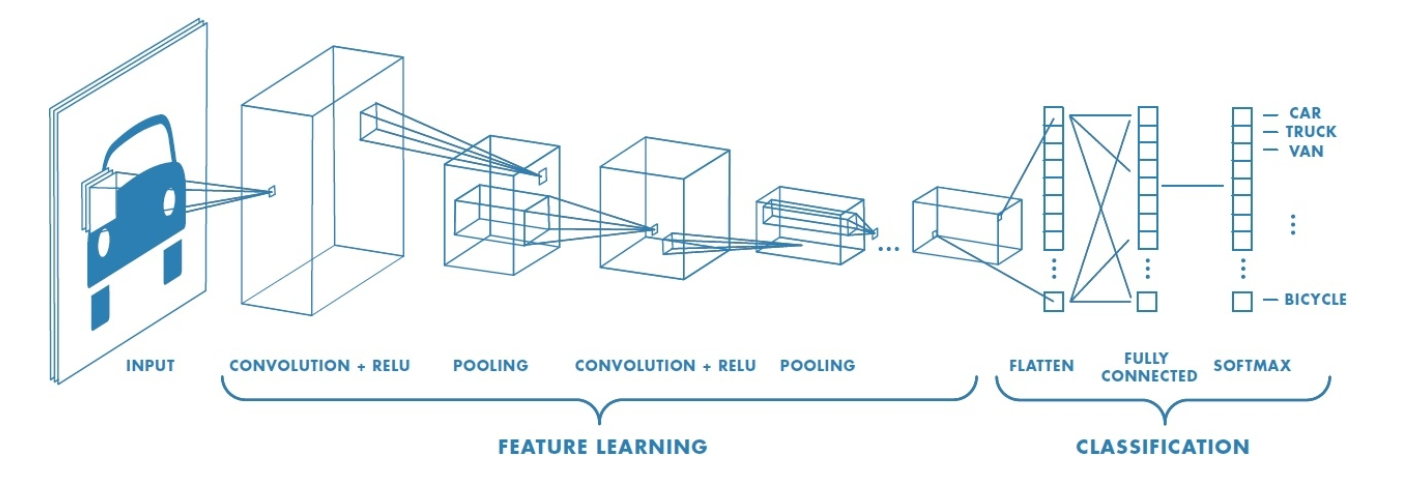 CAR
TRUCK
VAN
BICYCLE
INPUT
CONVOLUTION + RELU
POOLING
CONVOLUTION + RELU
POOLING
FLATTEN
FULLY
CONNECTED
SOFTMAX
FEATURE LEARNING
CLASSIFICATION